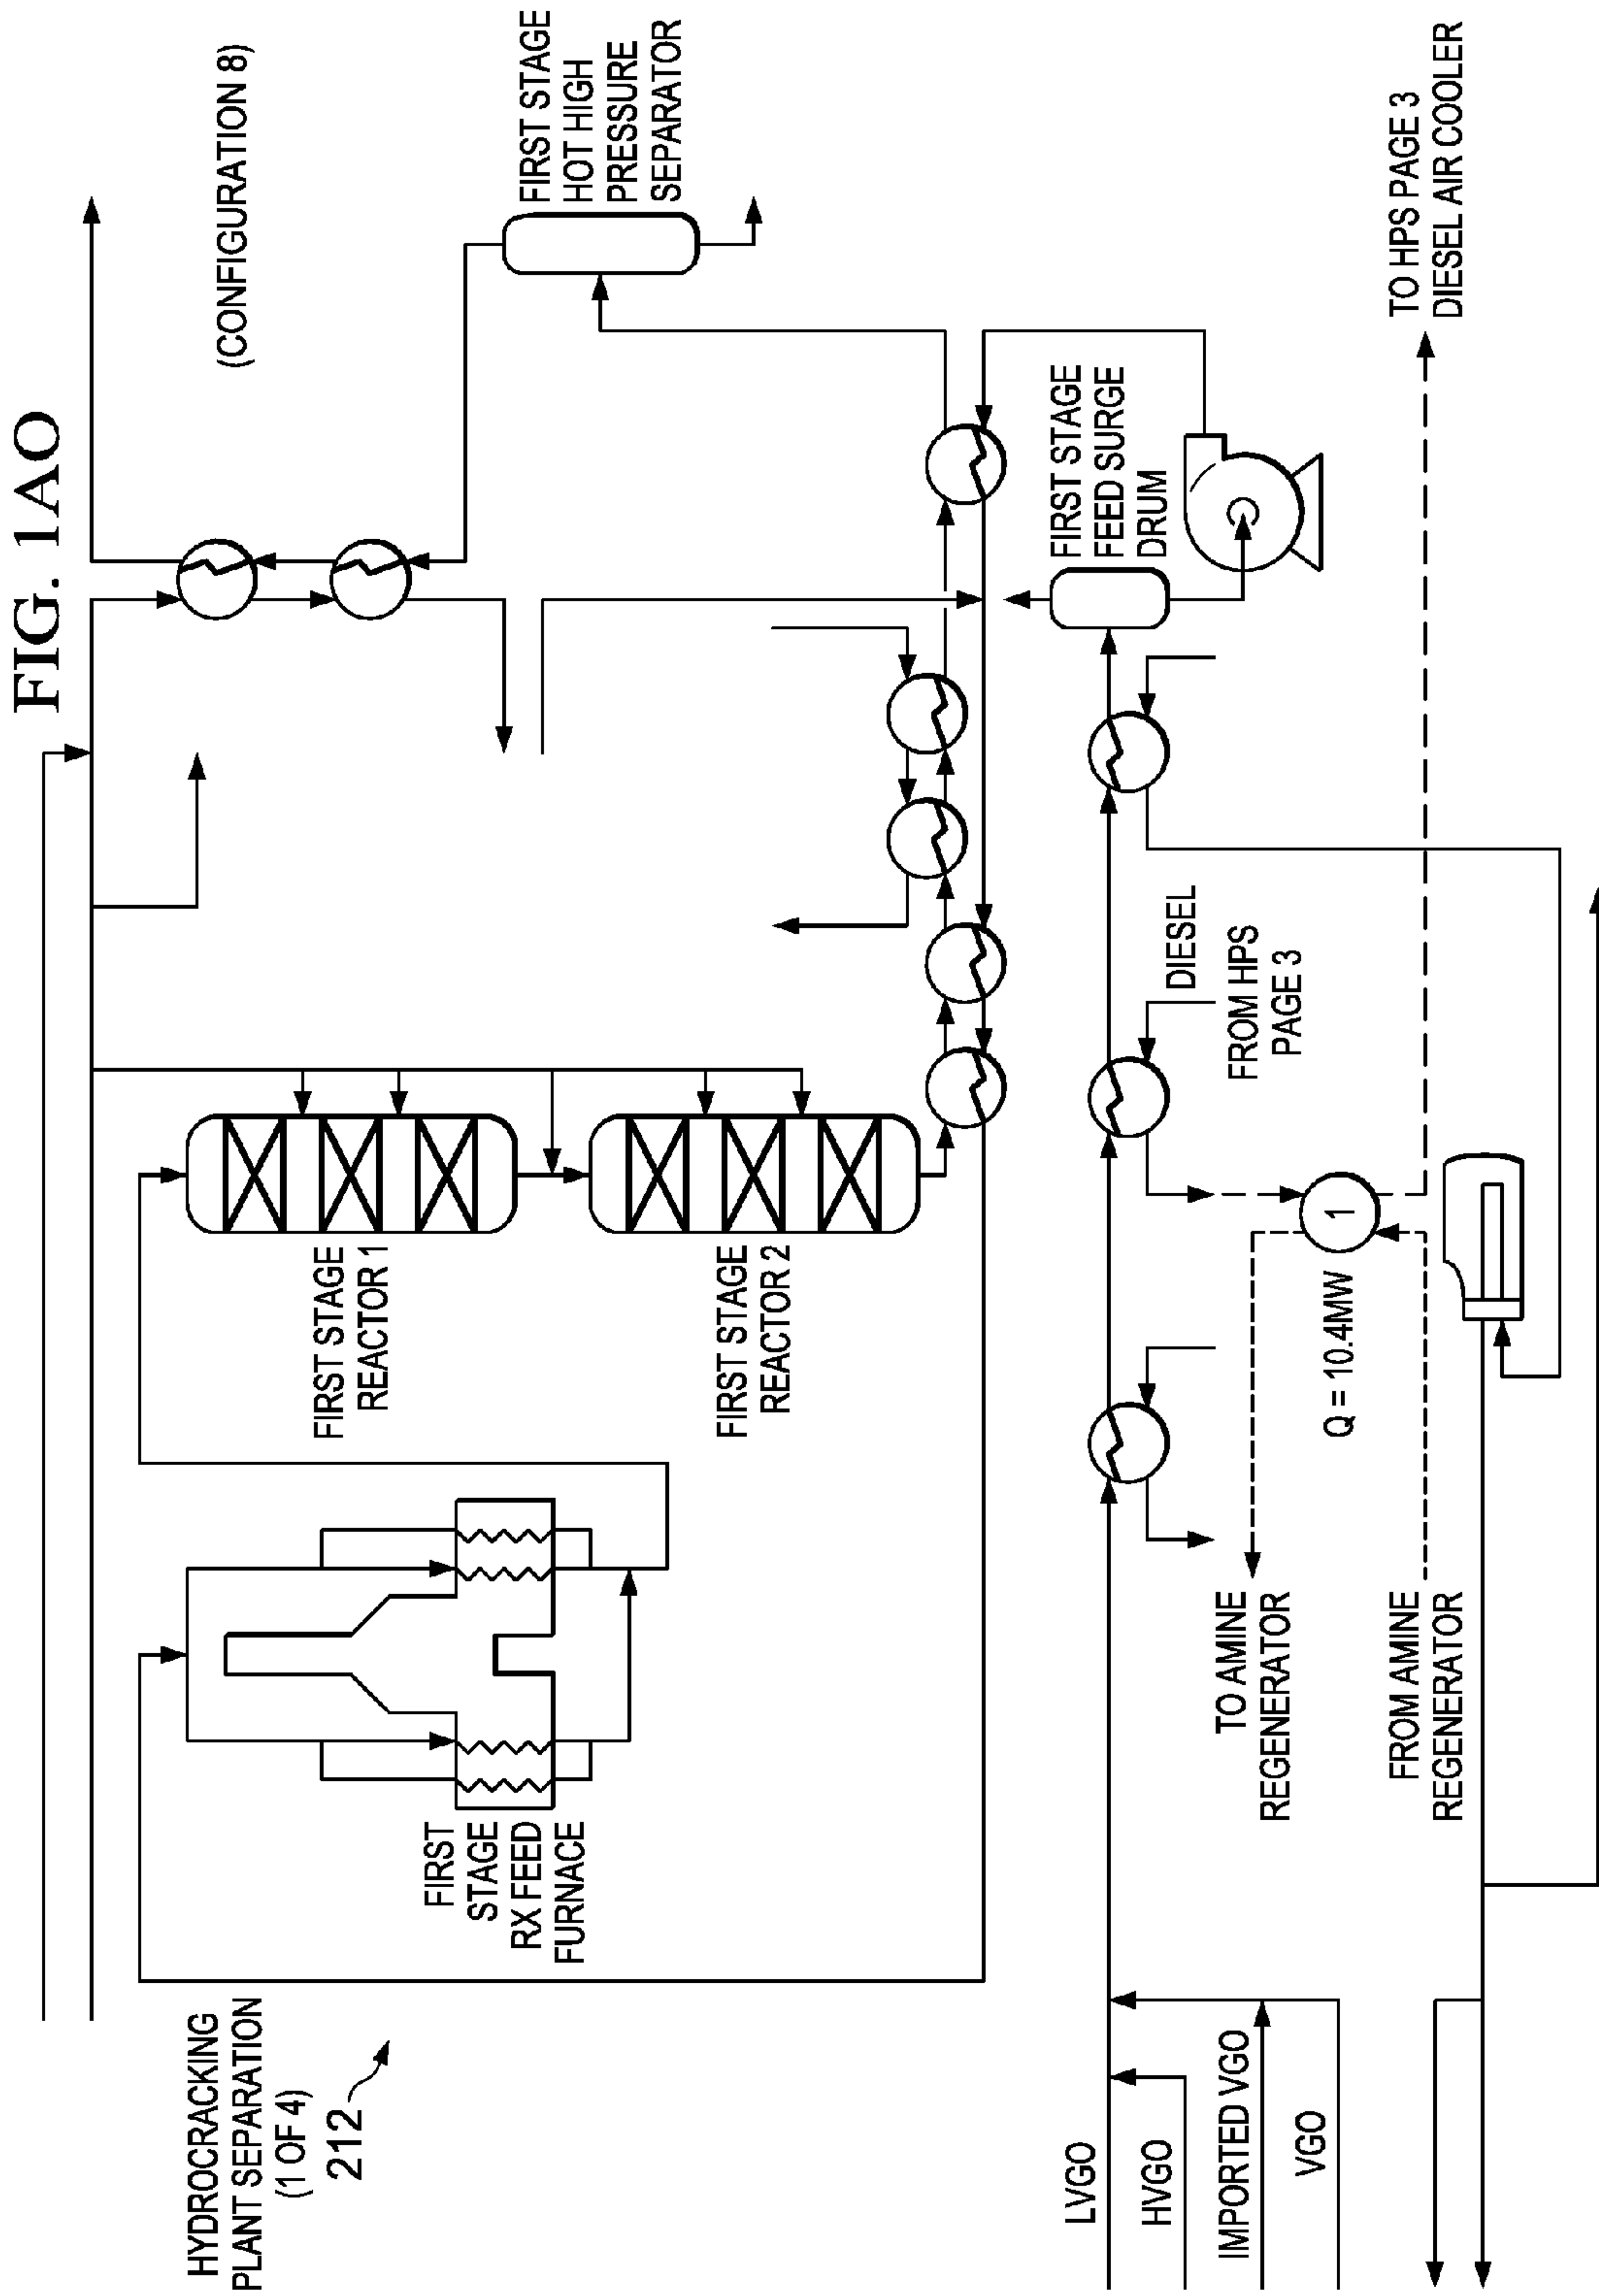 FIG. 1AO
(CONFIGURATION 8)
HYDROCRACKING
PLANT SEPARATION
(1 OF 4)
212
FIRST
STAGE
RX FEED
FURNACE
FIRST STAGE
REACTOR 1
FIRST STAGE
REACTOR 2
FIRST STAGE
HOT HIGH
PRESSURE
SEPARATOR
FIRST STAGE
FEED SURGE
DRUM
LVGO
HVGO
IMPORTED VGO
VGO
TO AMINE
REGENERATOR
FROM AMINE
REGENERATOR
Q = 10.4MW
1
DIESEL
FROM HPS
PAGE 3
TO HPS PAGE 3
DIESEL AIR COOLER